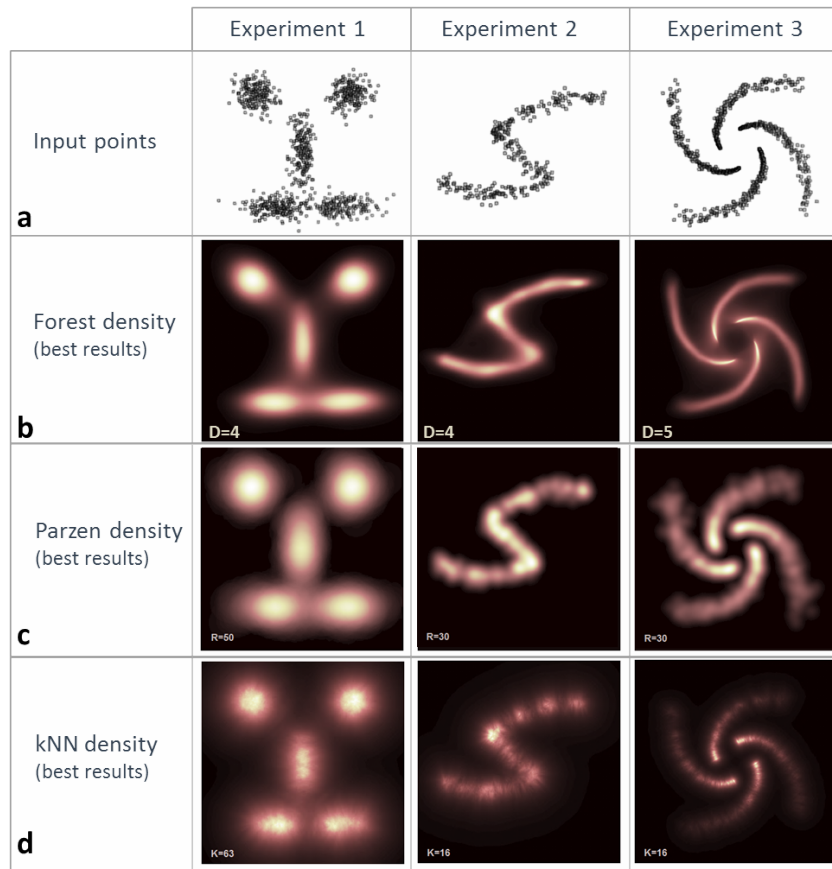 Experiment 1 Experiment 2 Experiment 3
Input points
a
Forest density
(best results)
b
D=4 D=4 D=5
Parzen density
(best results)
c
R=50 R=30 R=30
kNN density
(best results)
d
K=63 K=16 K=16